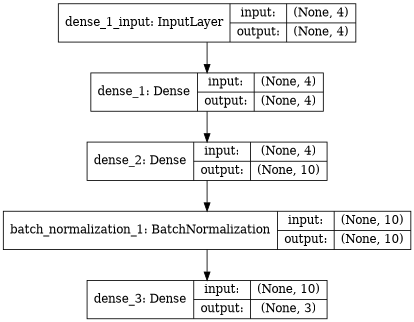 dense_1_input: InputLayer
input: (None, 4)
output: (None, 4)
dense_1: Dense
input: (None, 4)
output: (None, 4)
dense_2: Dense
input: (None, 4)
output: (None, 10)
batch_normalization_1: BatchNormalization
input: (None, 10)
output: (None, 10)
dense_3: Dense
input: (None, 10)
output: (None, 3)